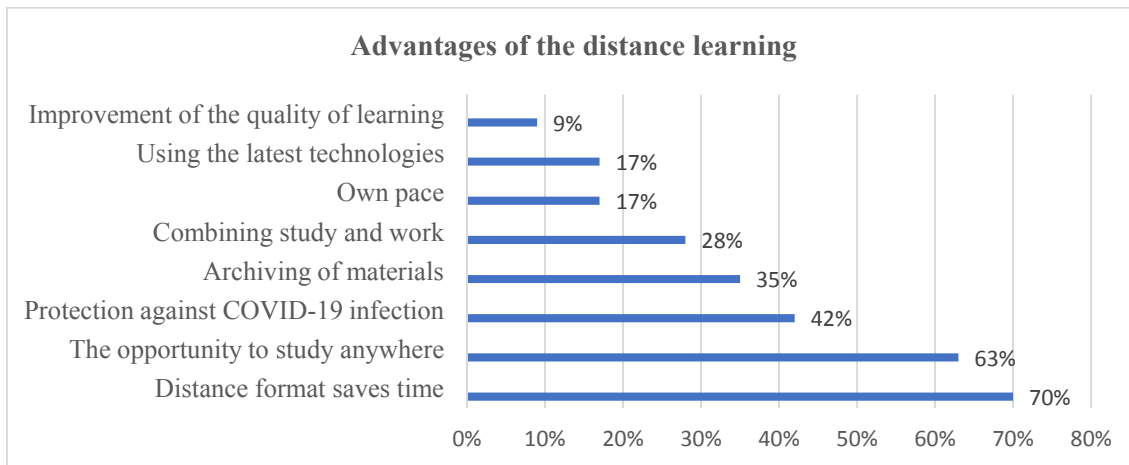 Advantages of the distance learning
Improvement of the quality of learning
9%
Using the latest technologies
17%
Own pace
17%
Combining study and work
28%
Archiving of materials
35%
Protection against COVID-19 infection
42%
The opportunity to study anywhere
63%
Distance format saves time
70%
0% 10% 20% 30% 40% 50% 60% 70% 80%